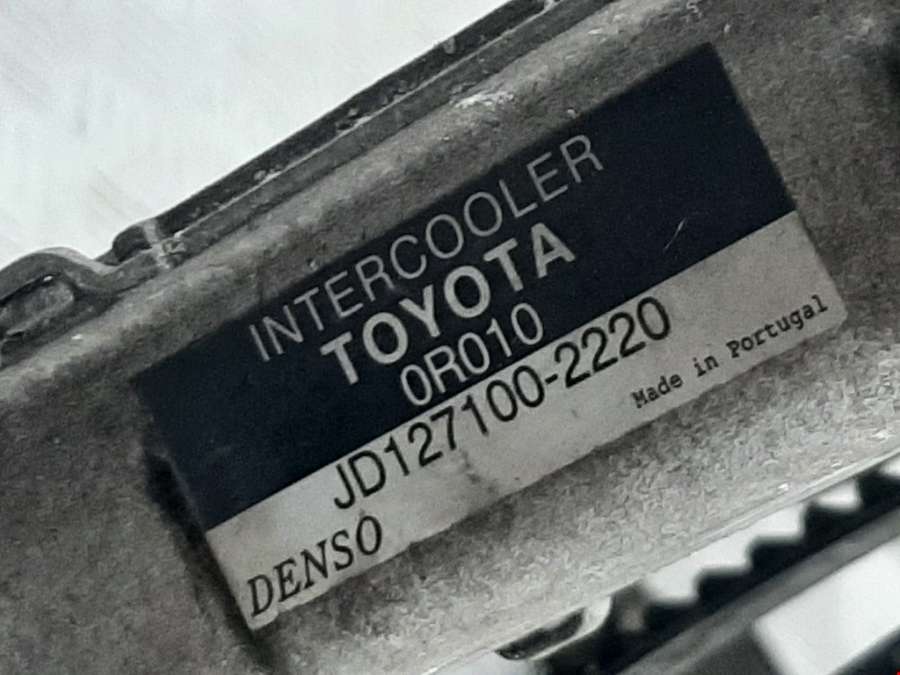 INTERCOOLER
TOYOTA
0R010
JD127100-2220
Made in Portugal
DENSO